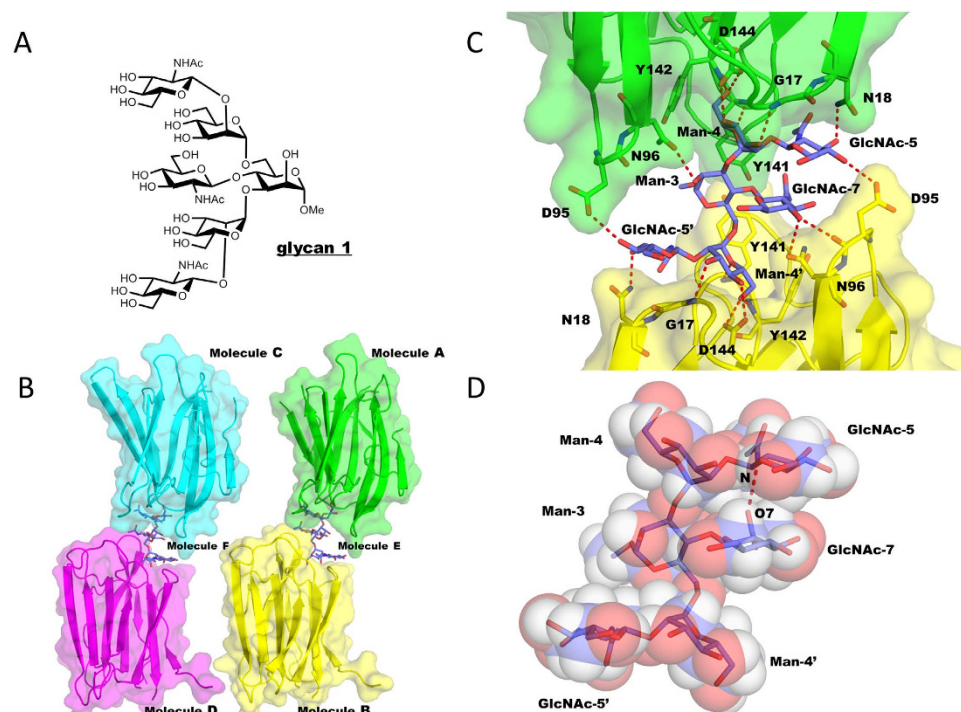 A
NHAc
HO
HO
HO
O
O
HO
O
HO
HO
O
OH
O
HO
HO
O
HO
NHAc
O
O
OH
O
OMe
OH
HO
HO
O
O
HO
NHAc
HO
HO
O
O
glycan 1
B
Molecule C
Molecule A
Molecule F
Molecule E
Molecule D
Molecule B
C
D144
Y142
G17
N18
Man-4
GlcNAc-5
N96
Y141
Man-3
GlcNAc-7
D95
D95
GlcNAc-5'
Y141
Man-4'
N96
N18
G17
Y142
D144
D
Man-4
GlcNAc-5
N
Man-3
O7
GlcNAc-7
Man-4'
GlcNAc-5'